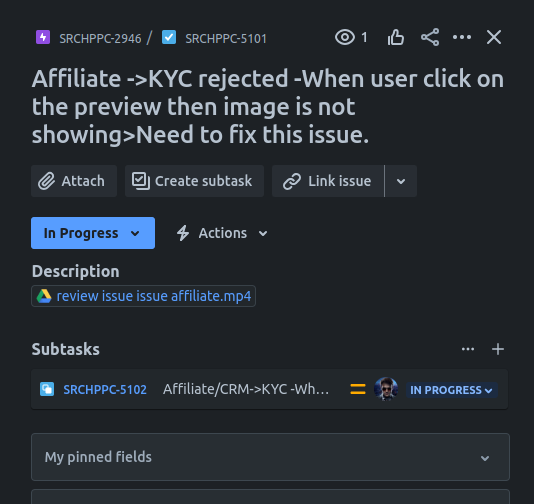 SRCHPPC-2946 / SRCHPPC-5101 1
Affiliate ->KYC rejected -When user click on
the preview then image is not
showing>Need to fix this issue.
Attach Create subtask Link issue
In Progress Actions
Description
review issue issue affiliate.mp4
Subtasks
SRCHPPC-5102 Affiliate/CRM->KYC -Wh... IN PROGRESS
My pinned fields